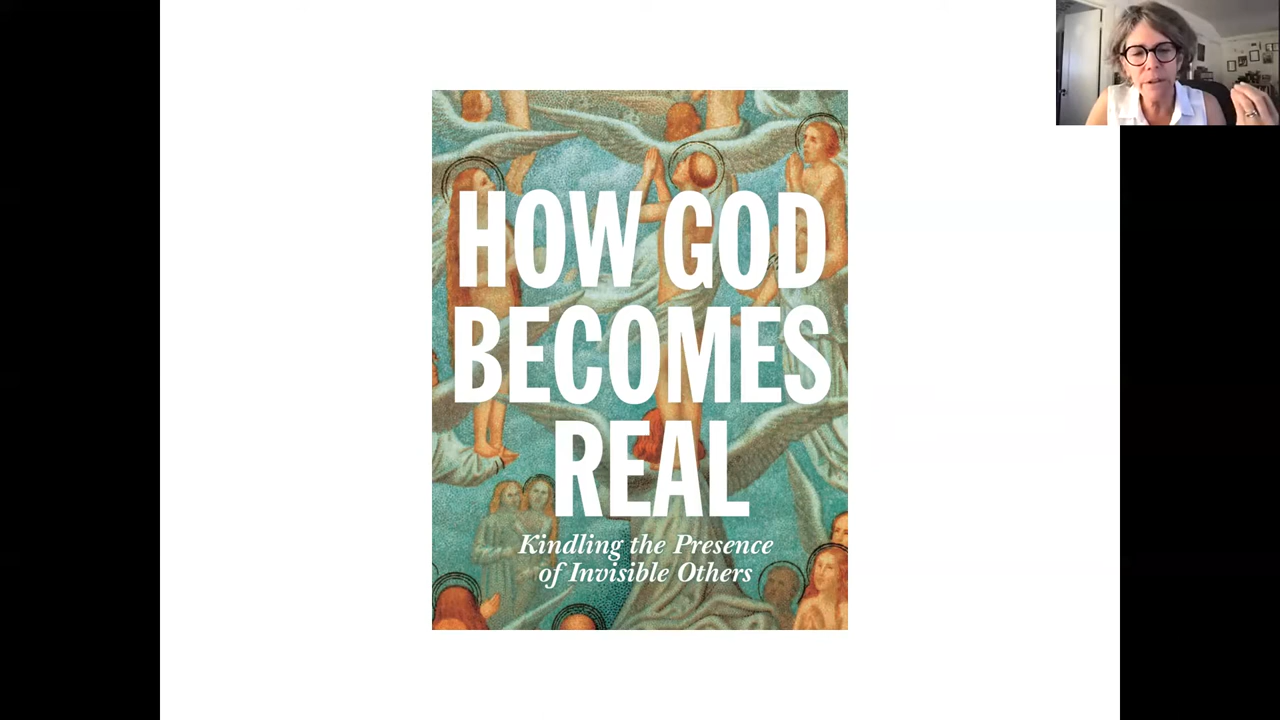 HOW GOD
BECOMES
REAL
Kindling the Presence
of Invisible Others